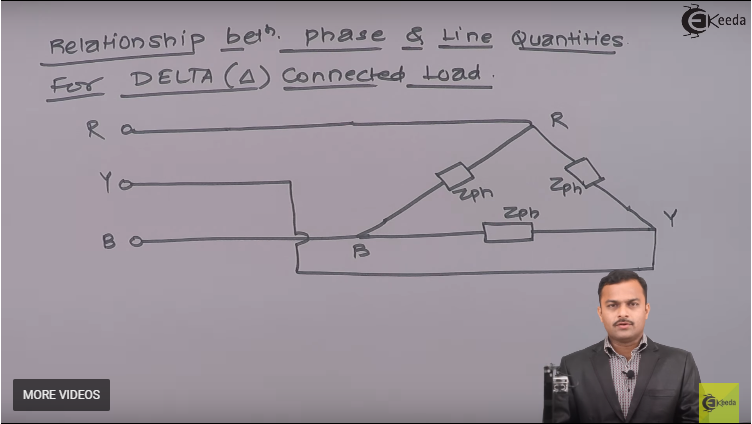 Relationship betn. phase & Line Quantities
For DELTA (Δ) Connected Load.
EKeeda
R
R
Y
Zph
Zph
Zph
Y
B
B
MORE VIDEOS
EKeeda